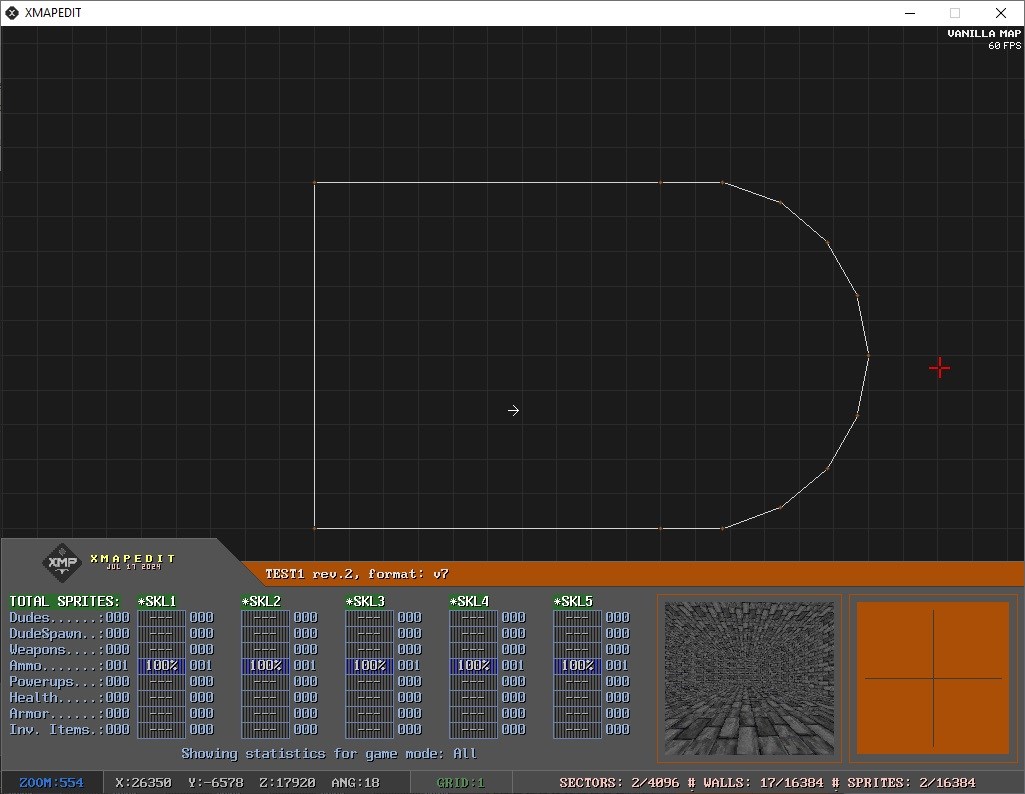 XMAPEDIT
VANILLA MAP
60 FPS
XMP
XMAPEDIT
JUL 17 2024
TEST1 rev.2, format: v7
TOTAL SPRITES: *SKL1 *SKL2 *SKL3 *SKL4 *SKL5
Dudes......:000 --- 000 --- 000 --- 000 --- 000 --- 000
DudeSpawn..:000 --- 000 --- 000 --- 000 --- 000 --- 000
Weapons....:000 --- 000 --- 000 --- 000 --- 000 --- 000
Ammo.......:001 100% 001 100% 001 100% 001 100% 001 100% 001
Powerups...:000 --- 000 --- 000 --- 000 --- 000 --- 000
Health.....:000 --- 000 --- 000 --- 000 --- 000 --- 000
Armor......:000 --- 000 --- 000 --- 000 --- 000 --- 000
Inv. Items.:000 --- 000 --- 000 --- 000 --- 000 --- 000
Showing statistics for game mode: All
ZOOM:554 X:26350 Y:-6578 Z:17920 ANG:18 GRID:1 SECTORS: 2/4096 # WALLS: 17/16384 # SPRITES: 2/16384